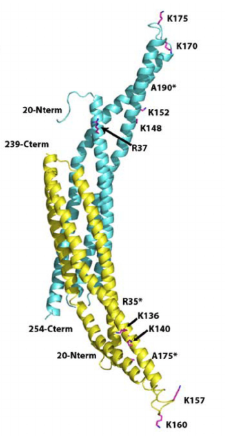 K175
K170
A190*
20-Nterm
K152
K148
239-Cterm
R37
R35*
254-Cterm
K136
K140
20-Nterm
A175*
K157
K160